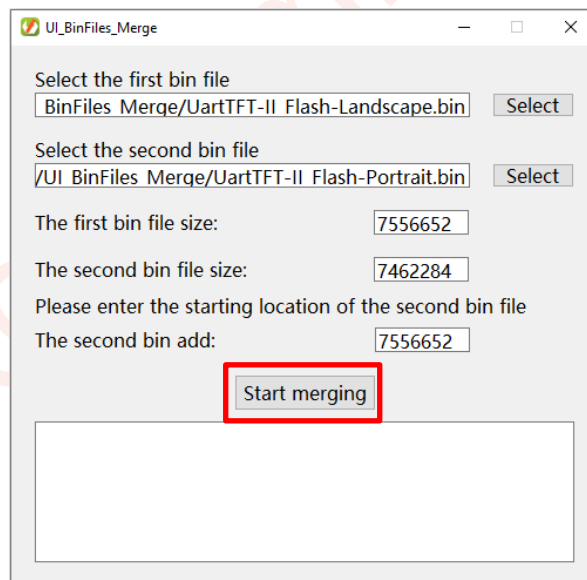 UI_BinFiles_Merge
Select the first bin file
BinFiles_Merge/UartTFT-II_Flash-Landscape.bin Select
Select the second bin file
/UI_BinFiles_Merge/UartTFT-II_Flash-Portrait.bin Select
The first bin file size: 7556652
The second bin file size: 7462284
Please enter the starting location of the second bin file
The second bin add: 7556652
Start merging